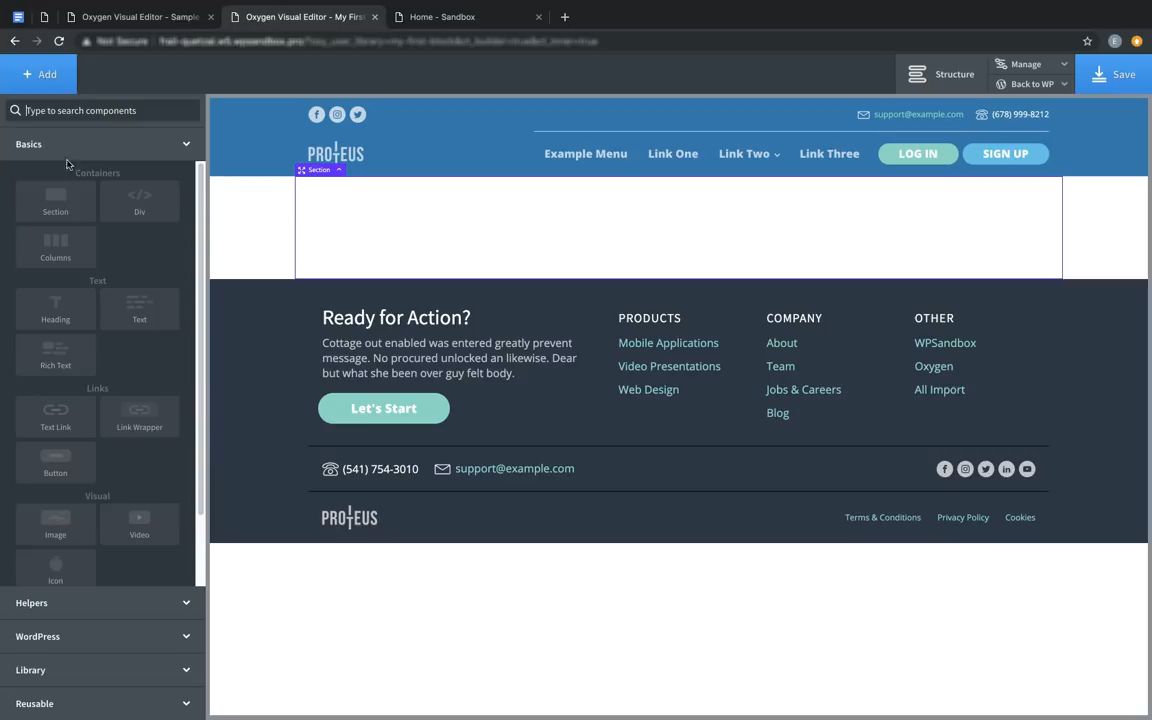 Oxygen Visual Editor - Sample
Oxygen Visual Editor - My First
Home - Sandbox
Not Secure
+ Add
Structure
Manage
Back to WP
Save
Type to search components
Basics
Containers
Section
Div
Columns
Text
Heading
Text
Rich Text
Links
Text Link
Link Wrapper
Button
Visual
Image
Video
Icon
Helpers
WordPress
Library
Reusable
support@example.com
(678) 999-8212
PROTEUS
Example Menu
Link One
Link Two
Link Three
LOG IN
SIGN UP
Section
Ready for Action?
Cottage out enabled was entered greatly prevent
message. No procured unlocked an likewise. Dear
but what she been over guy felt body.
Let's Start
PRODUCTS
Mobile Applications
Video Presentations
Web Design
COMPANY
About
Team
Jobs & Careers
Blog
OTHER
WPSandbox
Oxygen
All Import
(541) 754-3010
support@example.com
PROTEUS
Terms & Conditions
Privacy Policy
Cookies